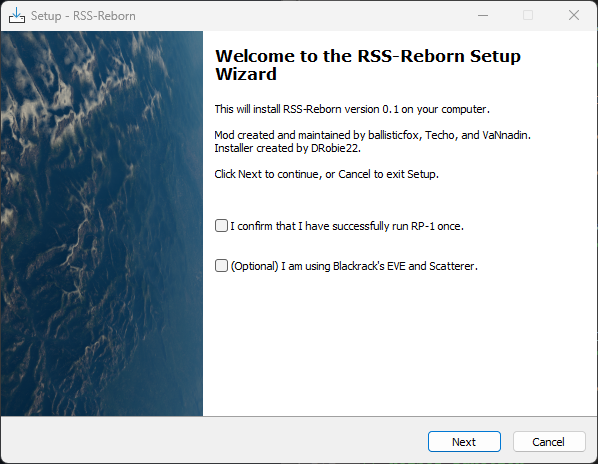 Setup - RSS-Reborn
Welcome to the RSS-Reborn Setup
Wizard
This will install RSS-Reborn version 0.1 on your computer.
Mod created and maintained by ballisticfox, Techo, and VaNnadin.
Installer created by DRobie22.
Click Next to continue, or Cancel to exit Setup.
I confirm that I have successfully run RP-1 once.
(Optional) I am using Blackrack's EVE and Scatterer.
Next
Cancel